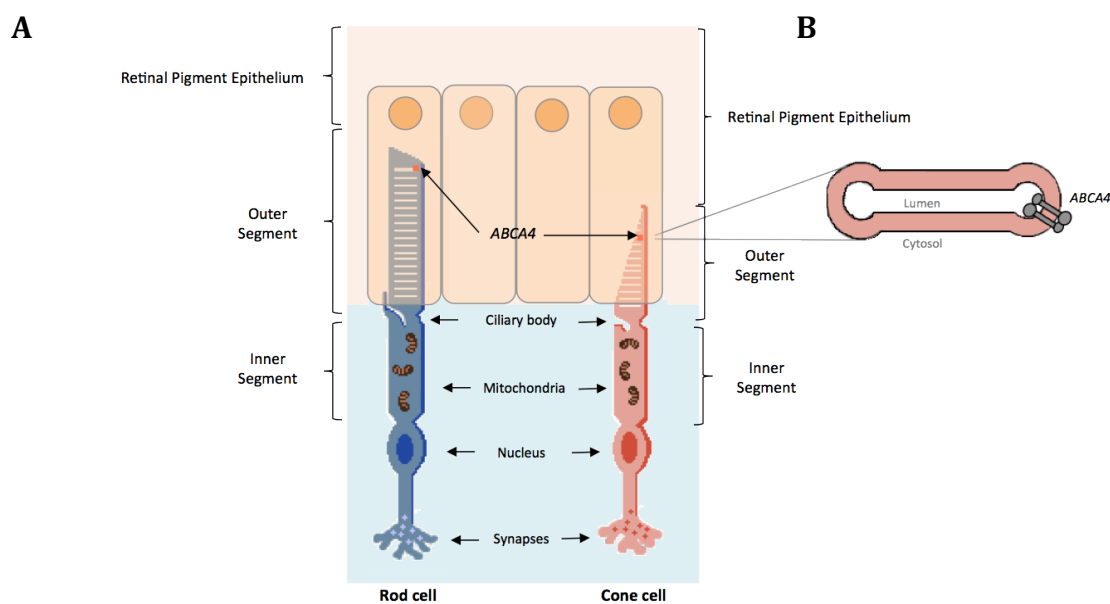 A
B
Retinal Pigment Epithelium
Retinal Pigment Epithelium
ABCA4
Lumen
Cytosol
Outer
Segment
ABCA4
Outer
Segment
Ciliary body
Inner
Segment
Mitochondria
Inner
Segment
Nucleus
Synapses
Rod cell
Cone cell